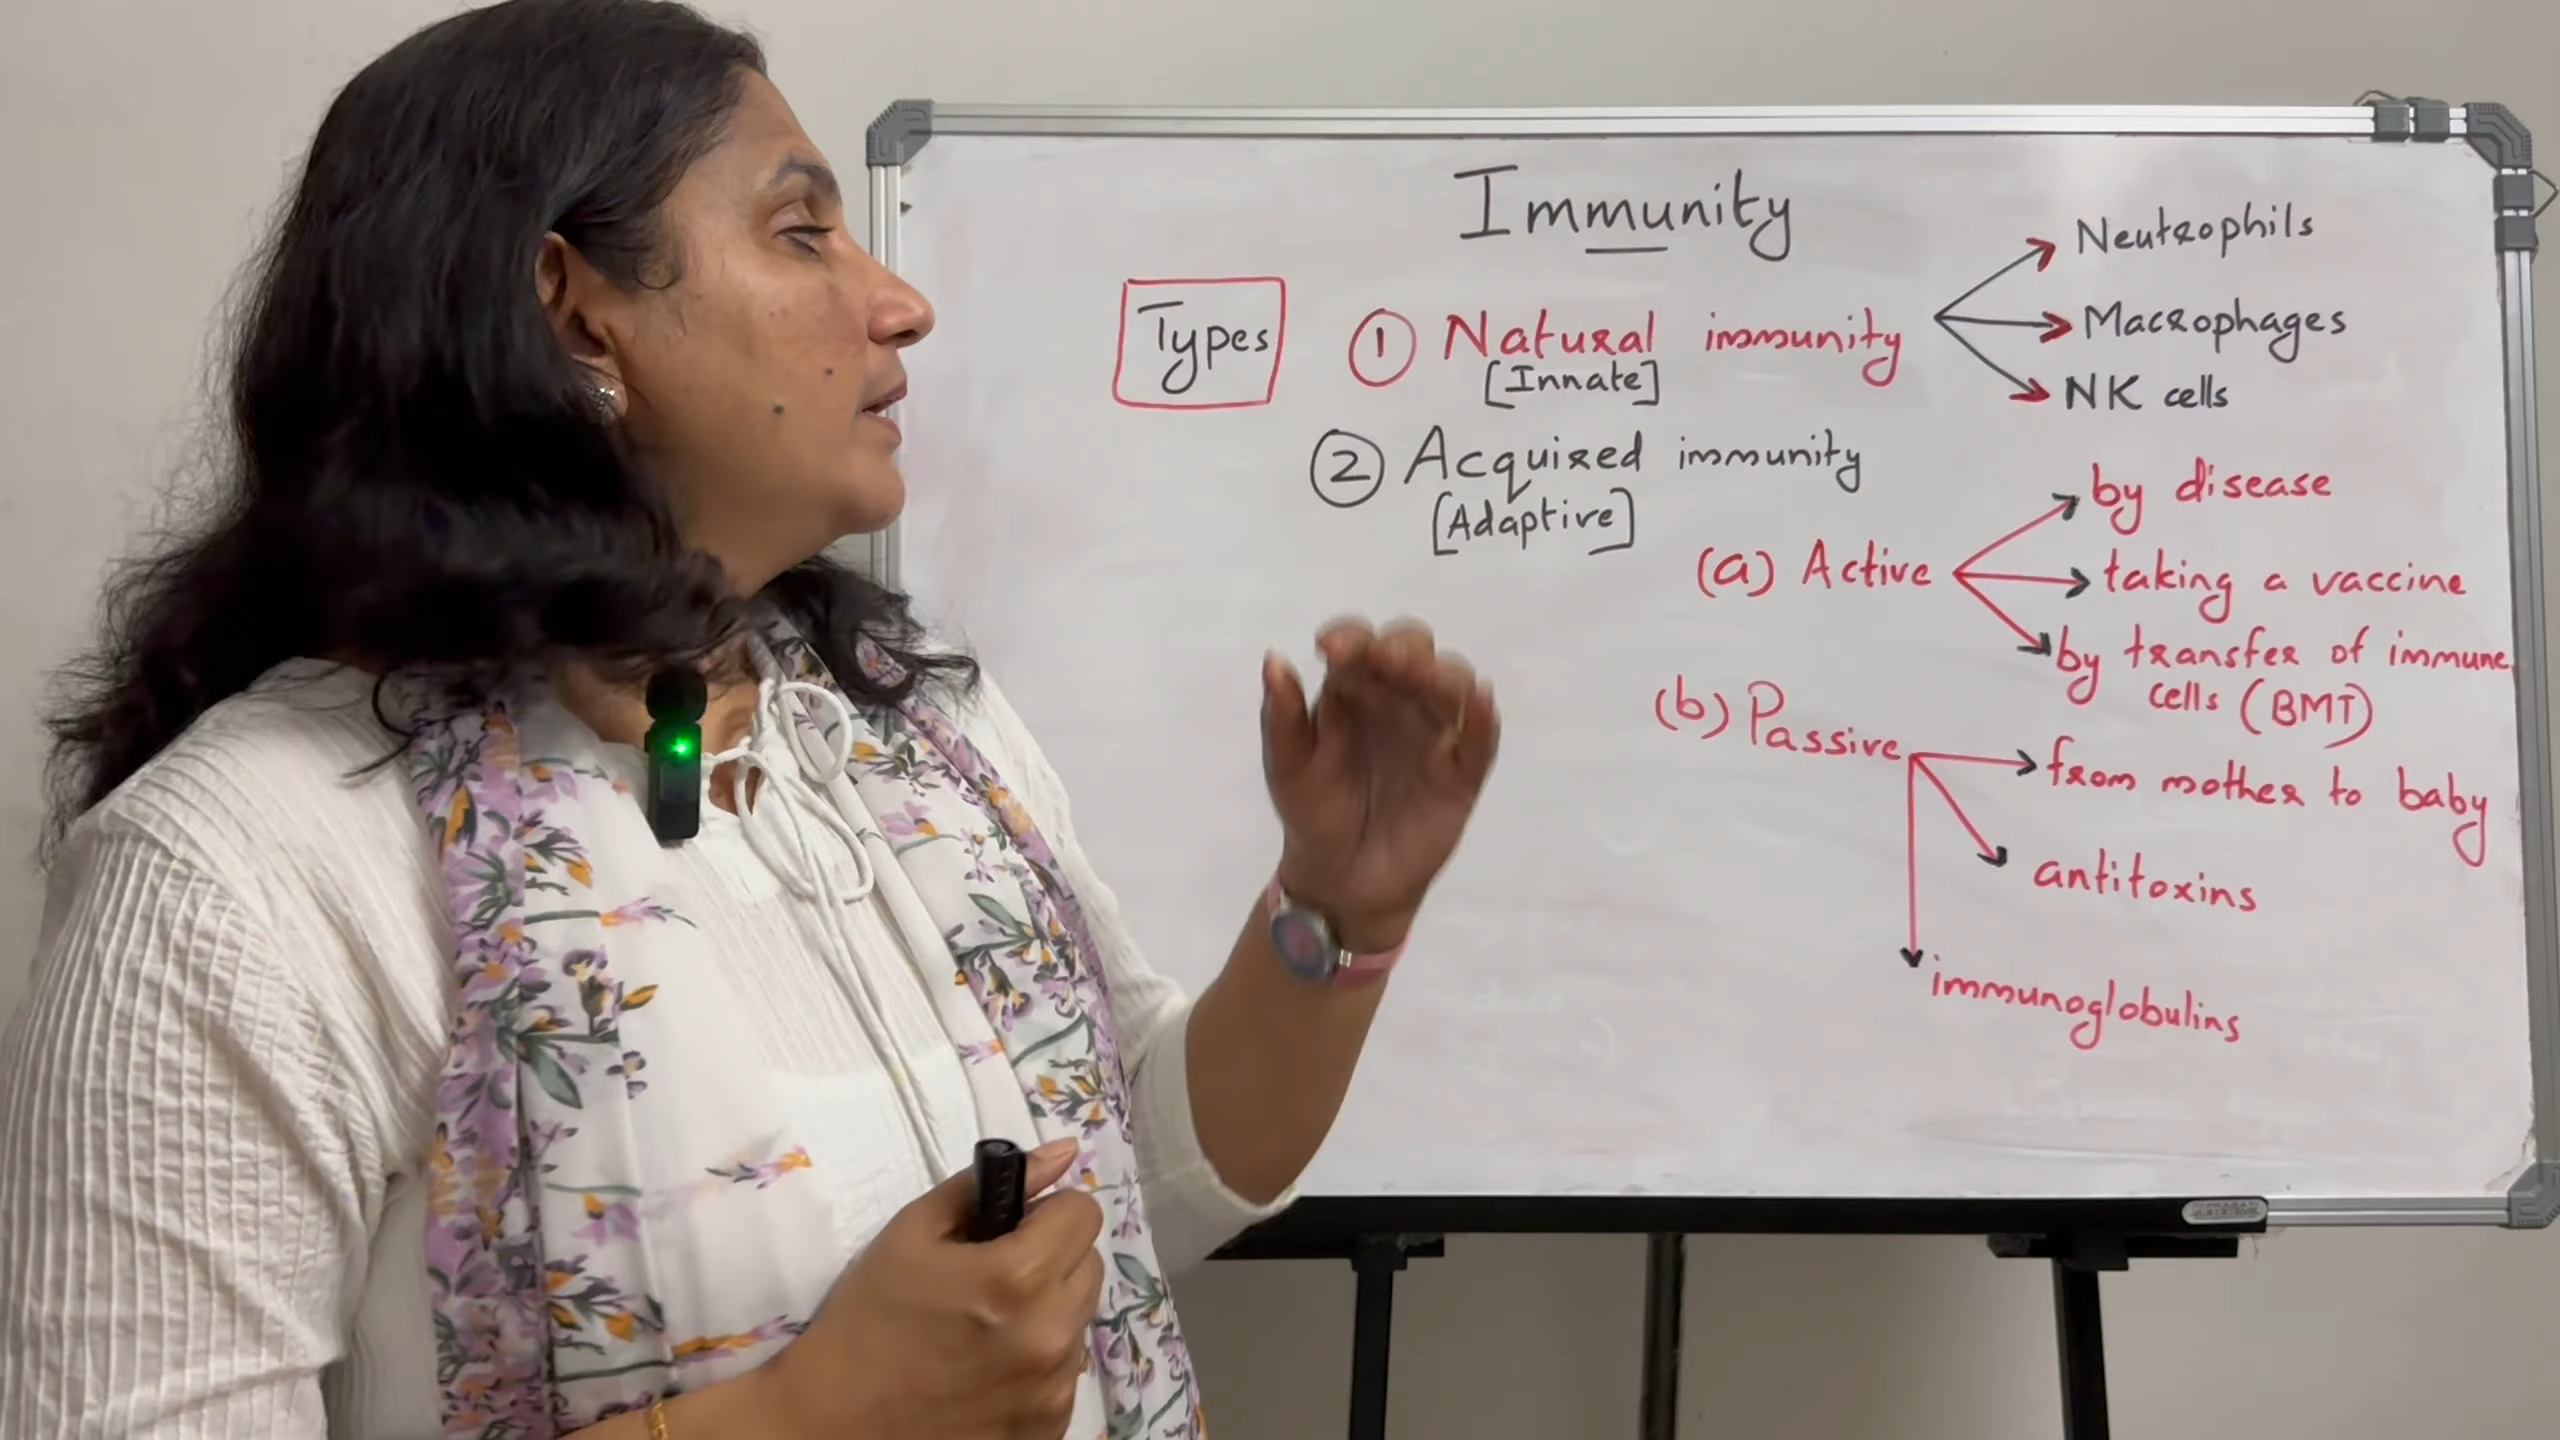 Immunity
Types
① Natural immunity
[Innate]
Neutrophils
Macrophages
NK cells
② Acquired immunity
[Adaptive]
(a) Active
by disease
taking a vaccine
by transfer of immune
cells (BMT)
(b) Passive
from mother to baby
antitoxins
immunoglobulins